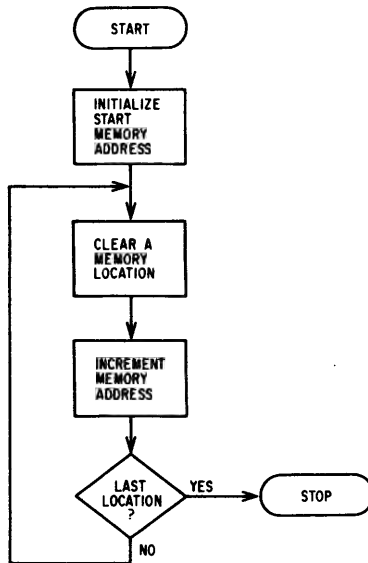 START
INITIALIZE
START
MEMORY
ADDRESS
CLEAR A
MEMORY
LOCATION
INCREMENT
MEMORY
ADDRESS
LAST
LOCATION
?
YES
STOP
NO